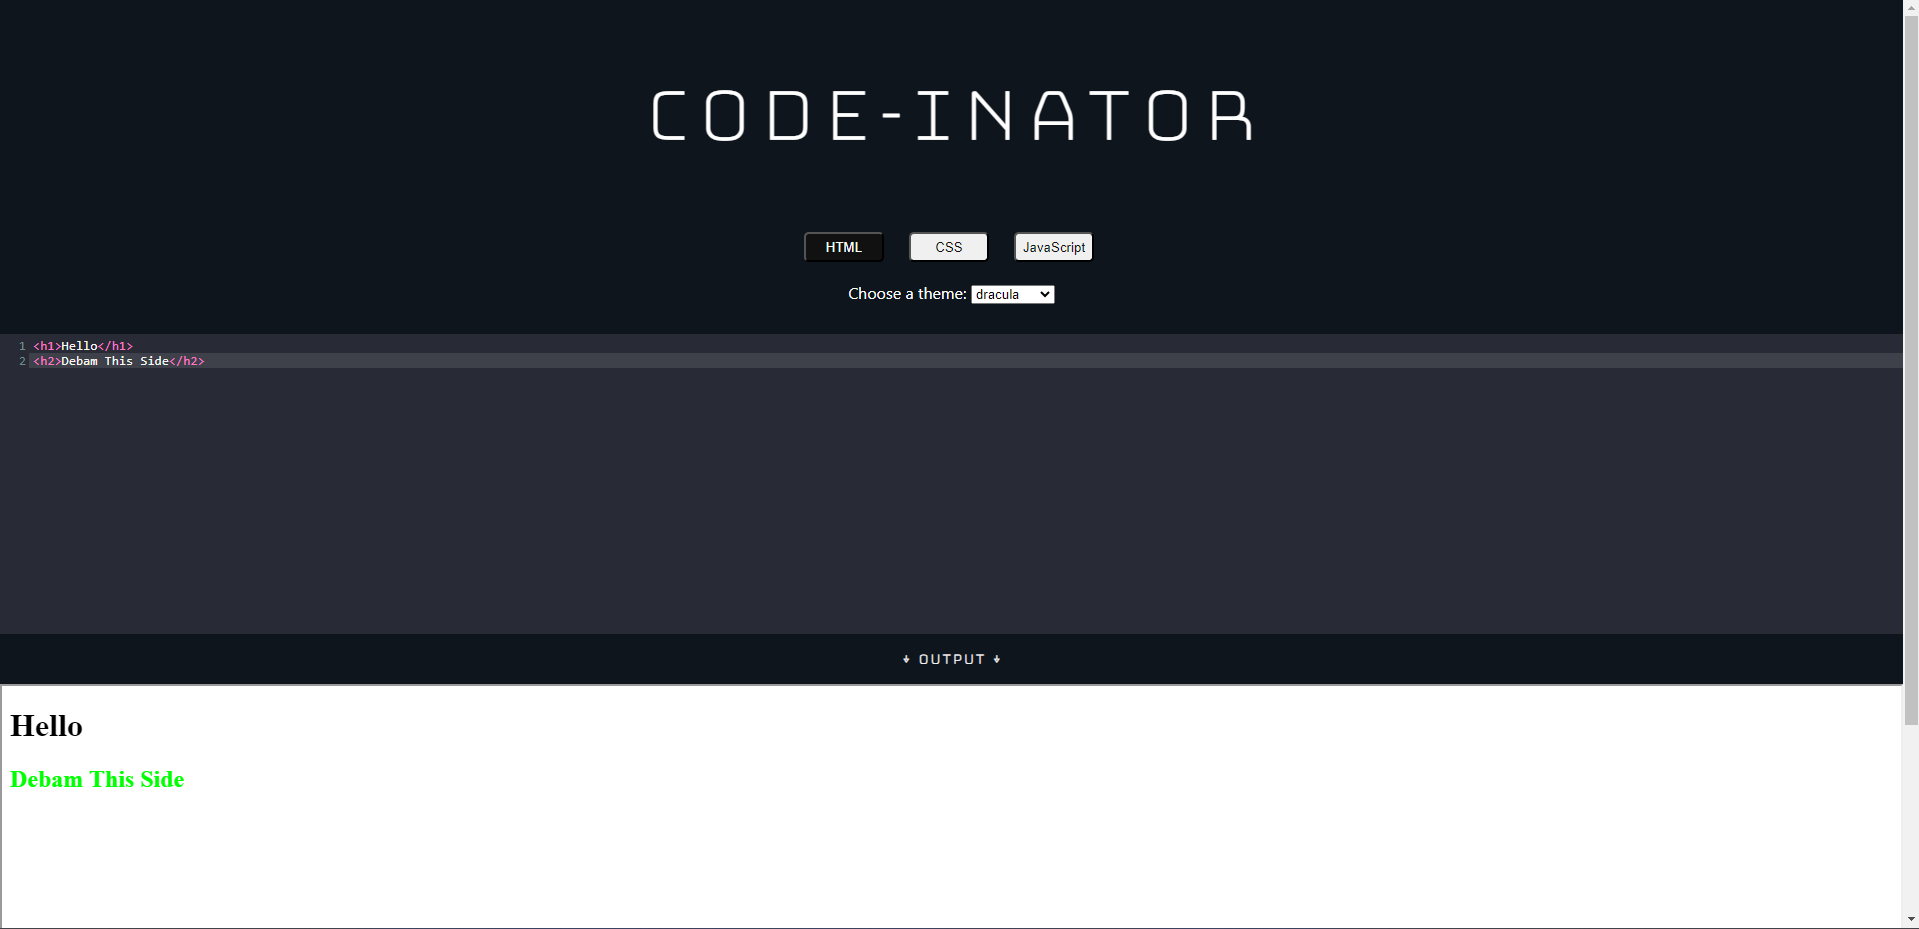 CODE-INATOR
HTML CSS JavaScript
Choose a theme: dracula
1 <h1>Hello</h1>
2 <h2>Debam This Side</h2>
↓ OUTPUT ↓
Hello
Debam This Side